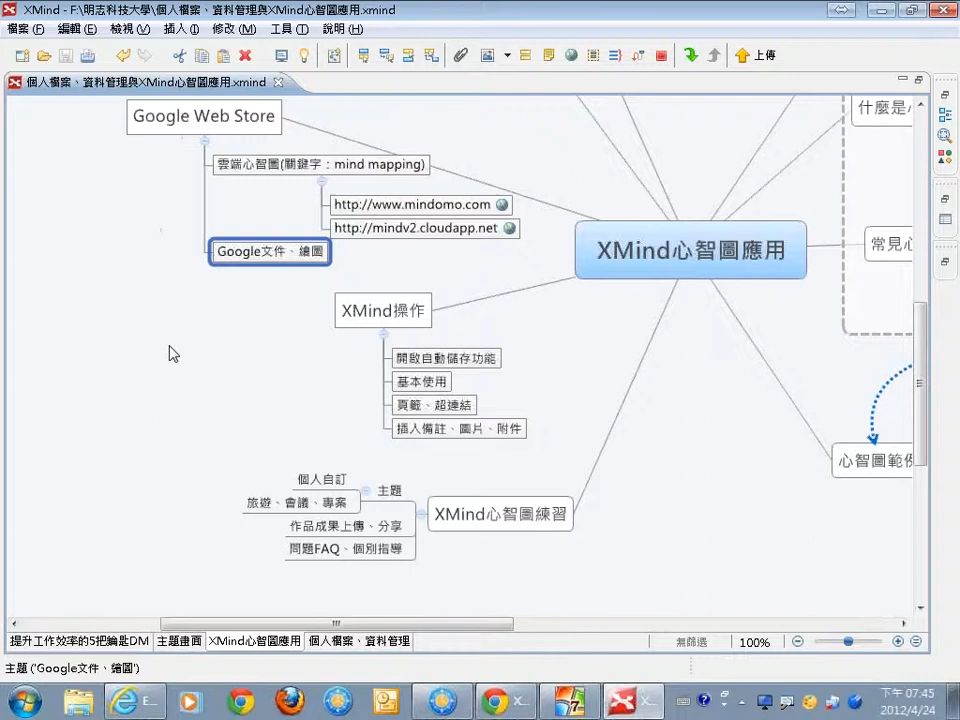 XMind - F:\明志科技大學\個人檔案、資料管理與XMind心智圖應用.xmind
檔案(F) 編輯(E) 檢視(V) 插入(I) 修改(M) 工具(T) 說明(H)
上傳
個人檔案、資料管理與XMind心智圖應用.xmind
Google Web Store
什麼是心
雲端心智圖(關鍵字：mind mapping)
http://www.mindomo.com
http://mindv2.cloudapp.net
Google文件、繪圖
XMind心智圖應用
常見心
XMind操作
開啟自動儲存功能
基本使用
頁籤、超連結
插入備註、圖片、附件
心智圖範例
個人自訂
主題
旅遊、會議、專案
XMind心智圖練習
作品成果上傳、分享
問題FAQ、個別指導
提升工作效率的5把鑰匙DM 主題畫面 XMind心智圖應用 個人檔案、資料管理
無篩選 100%
主題 ('Google文件、繪圖')
E... X... X...
下午 07:45
2012/4/24